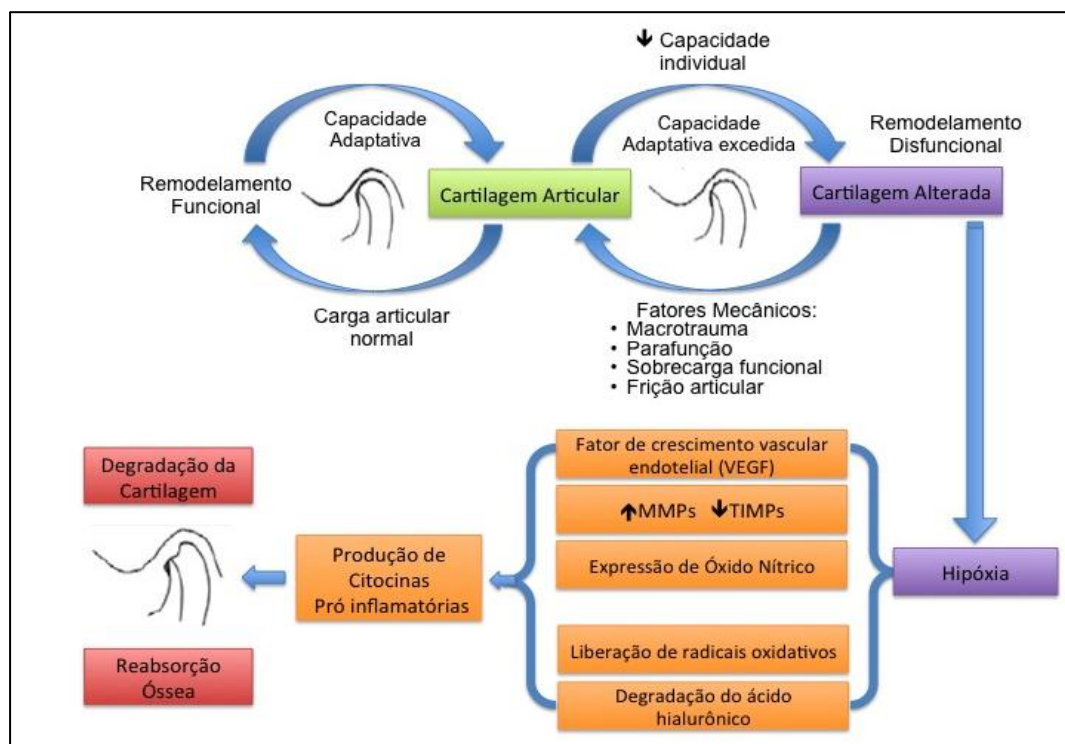 🡇 Capacidade
individual
Capacidade
Adaptativa
Capacidade
Adaptativa excedida
Remodelamento
Disfuncional
Remodelamento
Funcional
Cartilagem Articular
Cartilagem Alterada
Carga articular
normal
Fatores Mecânicos:
• Macrotrauma
• Parafunção
• Sobrecarga funcional
• Fricção articular
Degradação da
Cartilagem
Fator de crescimento vascular
endotelial (VEGF)
🡅MMPs 🡇TIMPs
Produção de
Citocinas
Pró inflamatórias
Expressão de Óxido Nítrico
Hipóxia
Liberação de radicais oxidativos
Reabsorção
Óssea
Degradação do ácido
hialurônico